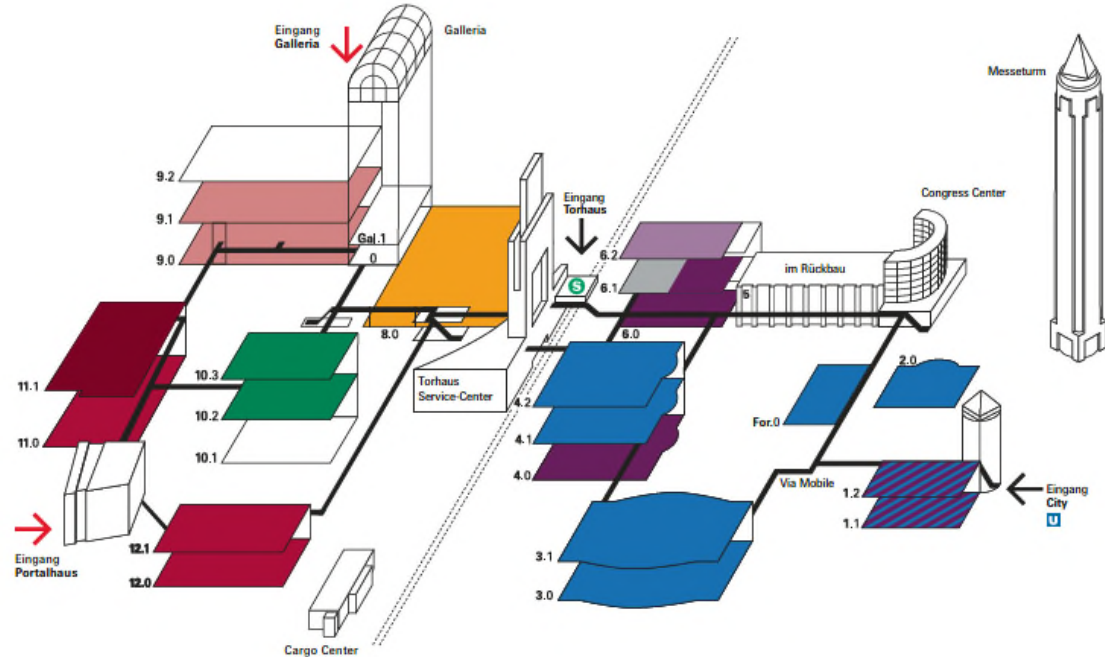 Eingang
Galleria
Galleria
Messeturm
9.2
9.1
9.0
Gal.1
0
Eingang
Torhaus
S
Congress Center
6.2
6.1
im Rückbau
5
6.0
8.0
11.1
11.0
10.3
10.2
10.1
Torhaus
Service-Center
4.2
4.1
4.0
2.0
For.0
Via Mobile
1.2
1.1
Eingang
City
U
Eingang
Portalhaus
12.1
12.0
3.1
3.0
Cargo Center